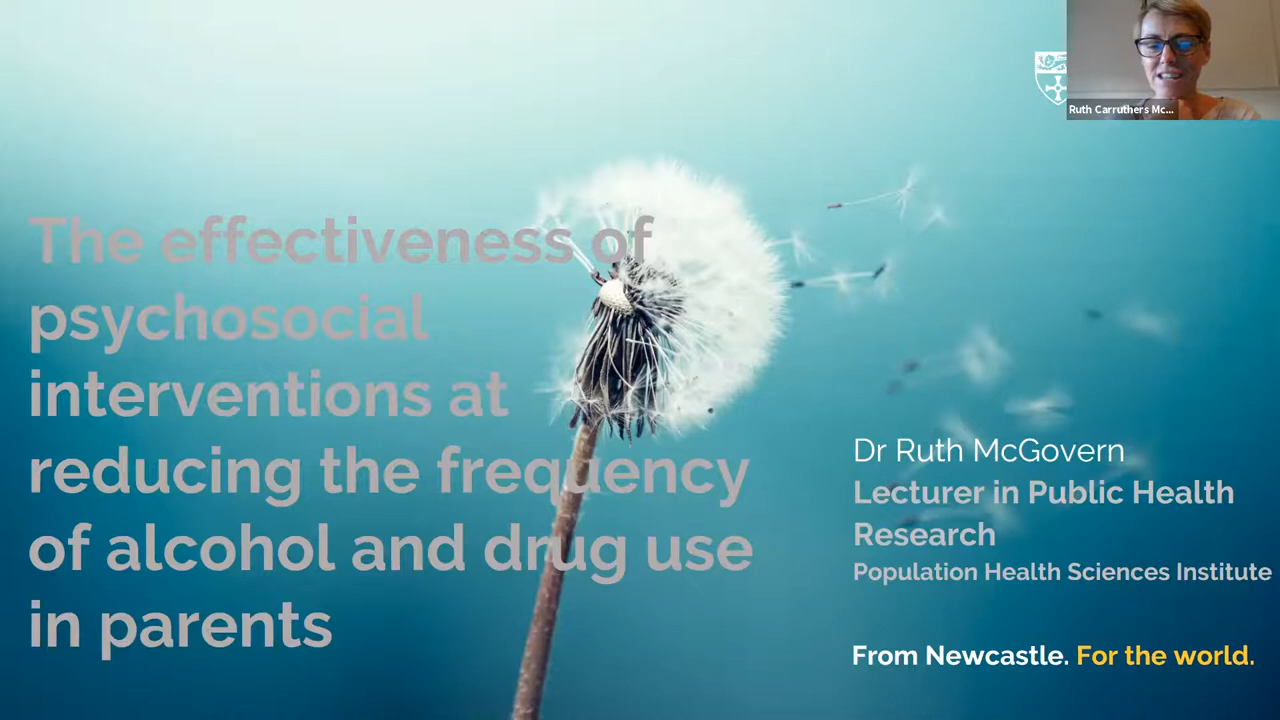 Ruth Carruthers Mc...
The effectiveness of
psychosocial
interventions at
reducing the frequency
of alcohol and drug use
in parents
Dr Ruth McGovern
Lecturer in Public Health
Research
Population Health Sciences Institute
From Newcastle. For the world.